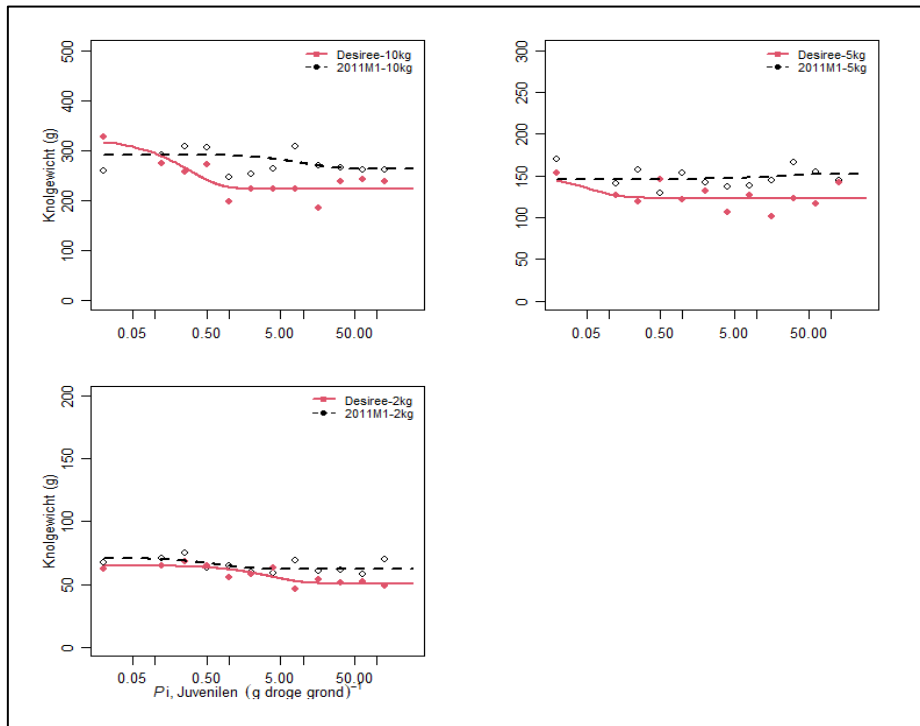 Desiree-10kg
2011M1-10kg
Knolgewicht (g)
500
400
300
200
100
0
0.05 0.50 5.00 50.00
Desiree-5kg
2011M1-5kg
300
250
200
150
100
50
0
0.05 0.50 5.00 50.00
Desiree-2kg
2011M1-2kg
Knolgewicht (g)
200
150
100
50
0
0.05 0.50 5.00 50.00
Pi, Juvenilen (g droge grond)⁻¹